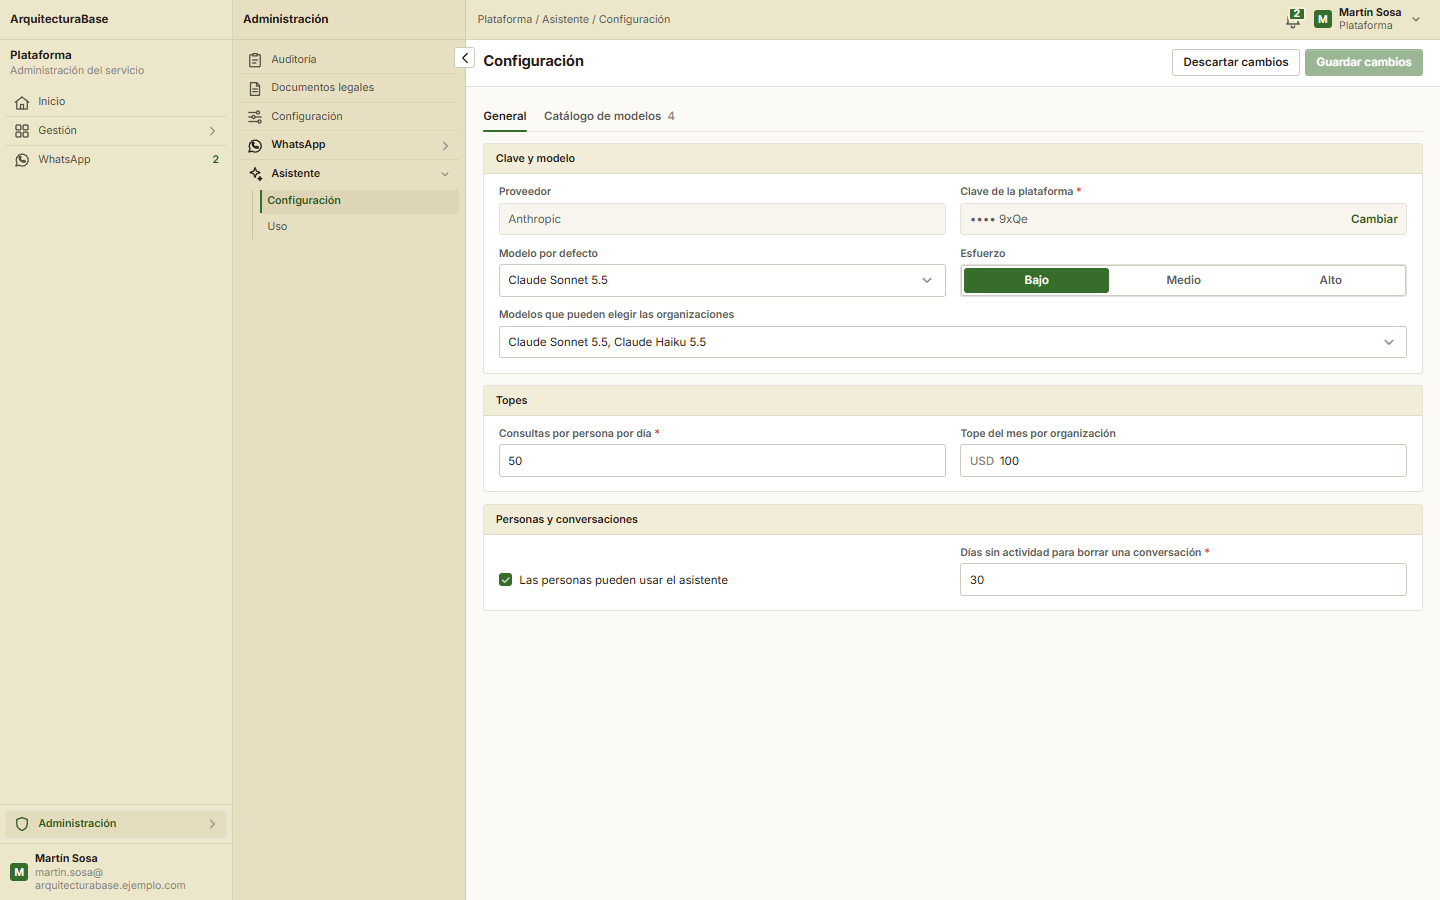 ArquitecturaBase
Plataforma
Administración del servicio
Inicio
Gestión
WhatsApp 2
Administración
Martín Sosa
M
martin.sosa@
arquitecturabase.ejemplo.com
Administración
Auditoría
Documentos legales
Configuración
WhatsApp
Asistente
Configuración
Uso
Plataforma / Asistente / Configuración
2
M
Martín Sosa
Plataforma
Configuración
Descartar cambios
Guardar cambios
General
Catálogo de modelos 4
Clave y modelo
Proveedor
Anthropic
Clave de la plataforma *
•••• 9xQe
Cambiar
Modelo por defecto
Claude Sonnet 5.5
Esfuerzo
Bajo
Medio
Alto
Modelos que pueden elegir las organizaciones
Claude Sonnet 5.5, Claude Haiku 5.5
Topes
Consultas por persona por día *
50
Tope del mes por organización
USD 100
Personas y conversaciones
Las personas pueden usar el asistente
Días sin actividad para borrar una conversación *
30